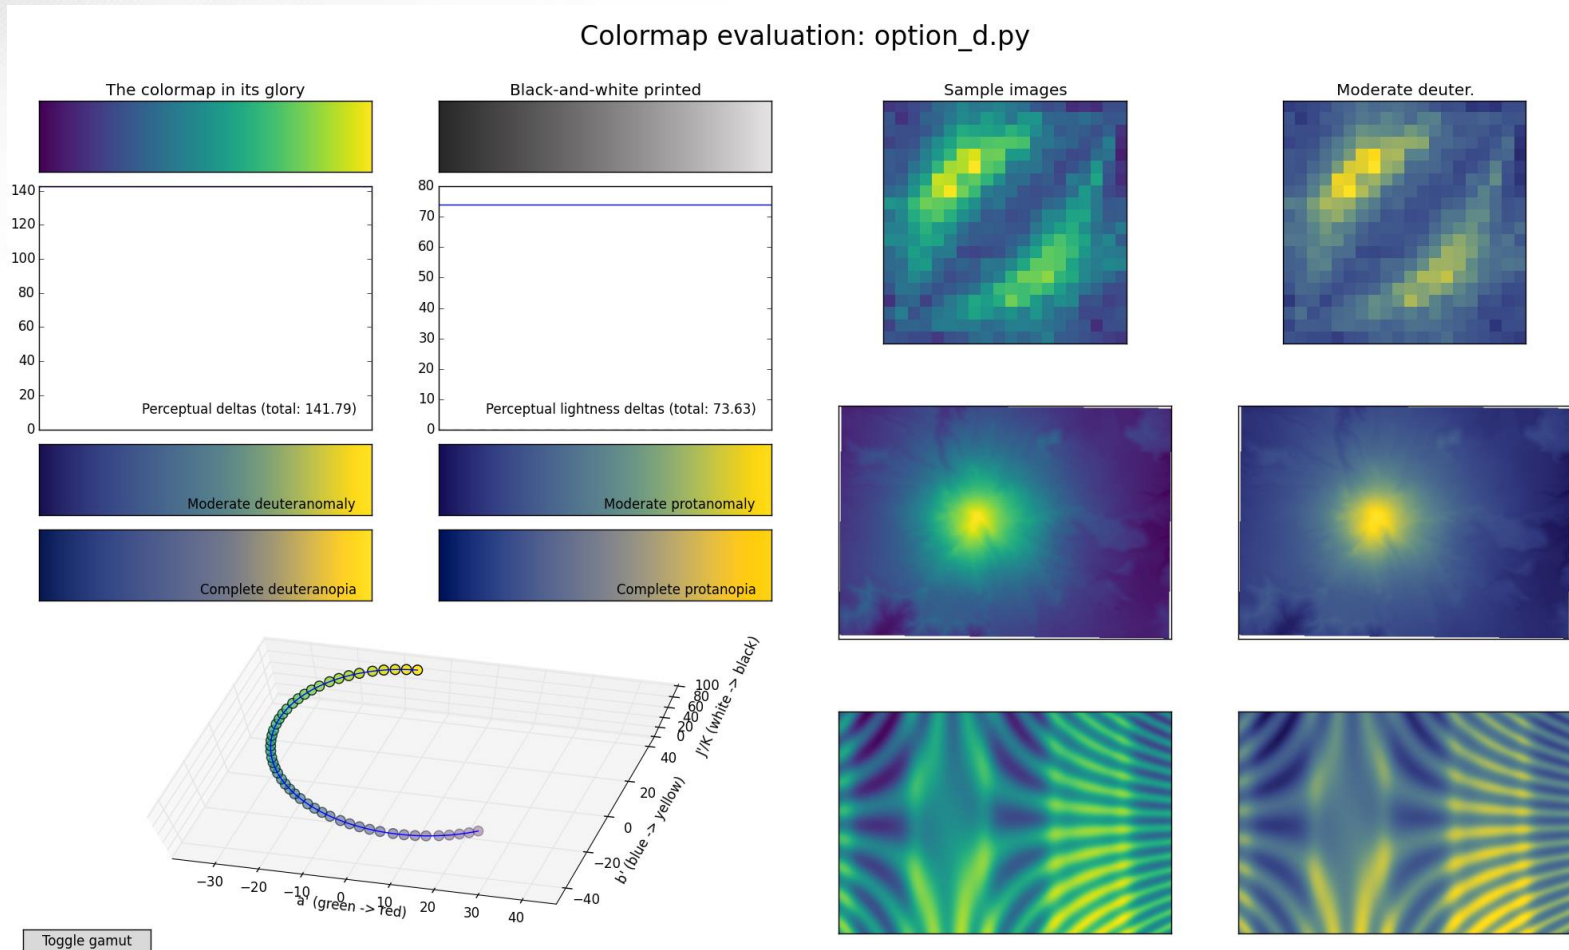 Colormap evaluation: option_d.py
The colormap in its glory
Black-and-white printed
Sample images
Moderate deuter.
140
120
100
80
60
40
20
0
Perceptual deltas (total: 141.79)
80
70
60
50
40
30
20
10
0
Perceptual lightness deltas (total: 73.63)
Moderate deuteranomaly
Moderate protanomaly
Complete deuteranopia
Complete protanopia
100
80
60
40
20
0
J'/K (white -> black)
40
20
0
−20
−40
b' (blue -> yellow)
−30
−20
−10
0
10
20
30
40
a' (green -> red)
Toggle gamut